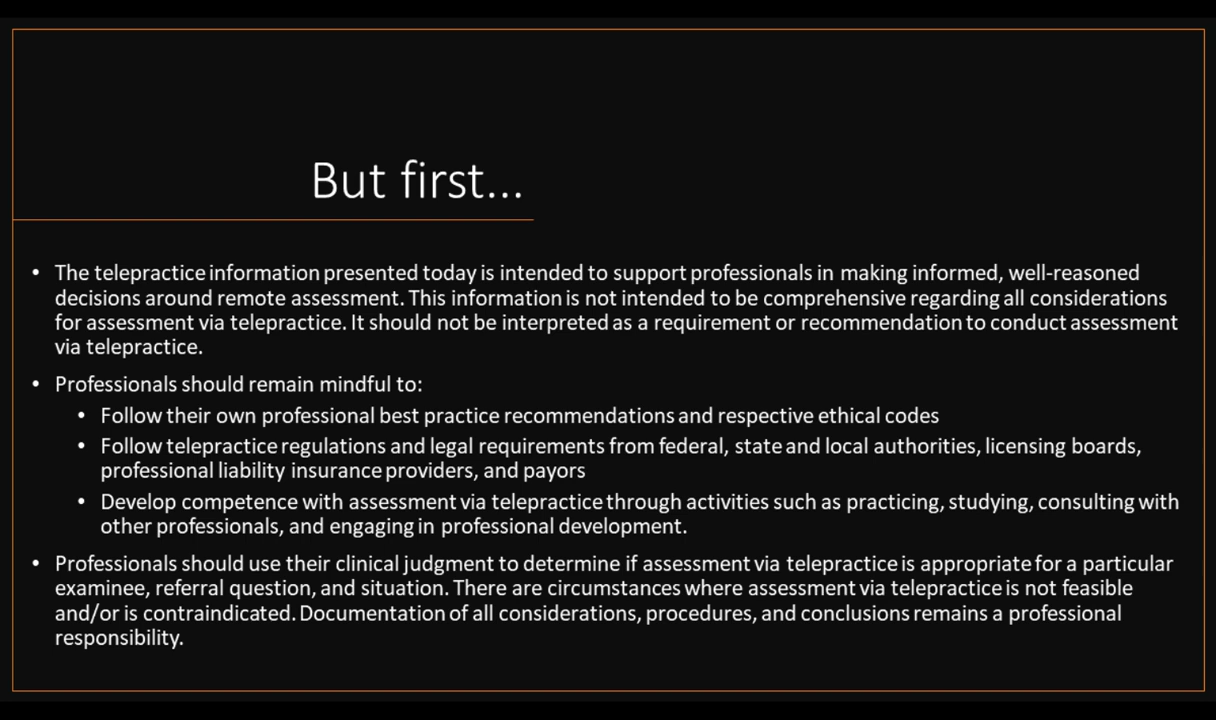 But first...
• The telepractice information presented today is intended to support professionals in making informed, well-reasoned
decisions around remote assessment. This information is not intended to be comprehensive regarding all considerations
for assessment via telepractice. It should not be interpreted as a requirement or recommendation to conduct assessment
via telepractice.
• Professionals should remain mindful to:
• Follow their own professional best practice recommendations and respective ethical codes
• Follow telepractice regulations and legal requirements from federal, state and local authorities, licensing boards,
professional liability insurance providers, and payors
• Develop competence with assessment via telepractice through activities such as practicing, studying, consulting with
other professionals, and engaging in professional development.
• Professionals should use their clinical judgment to determine if assessment via telepractice is appropriate for a particular
examinee, referral question, and situation. There are circumstances where assessment via telepractice is not feasible
and/or is contraindicated. Documentation of all considerations, procedures, and conclusions remains a professional
responsibility.